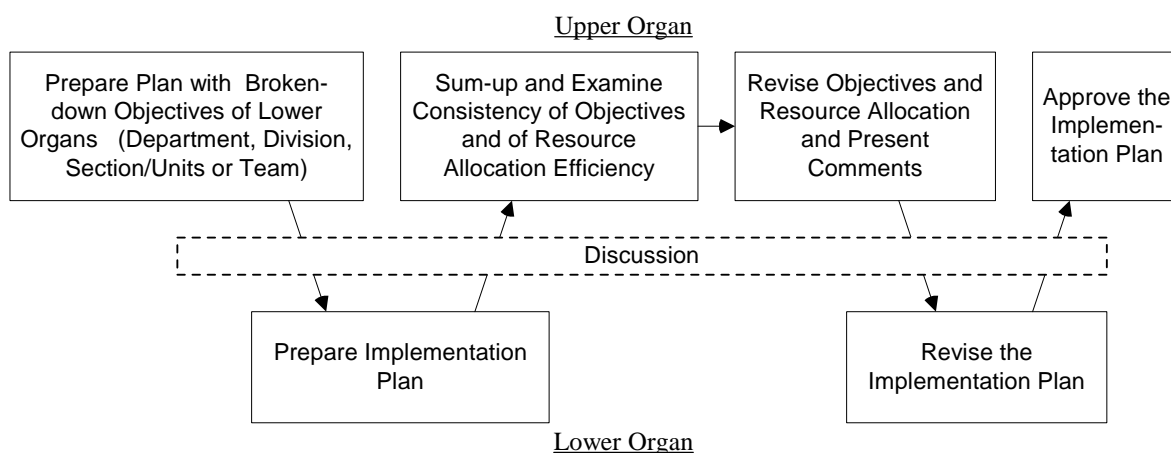 Upper Organ
Prepare Plan with Broken-
down Objectives of Lower
Organs (Department, Division,
Section/Units or Team)
Sum-up and Examine
Consistency of Objectives
and of Resource
Allocation Efficiency
Revise Objectives and
Resource Allocation
and Present
Comments
Approve the
Implemen-
tation Plan
Discussion
Prepare Implementation
Plan
Revise the
Implementation Plan
Lower Organ